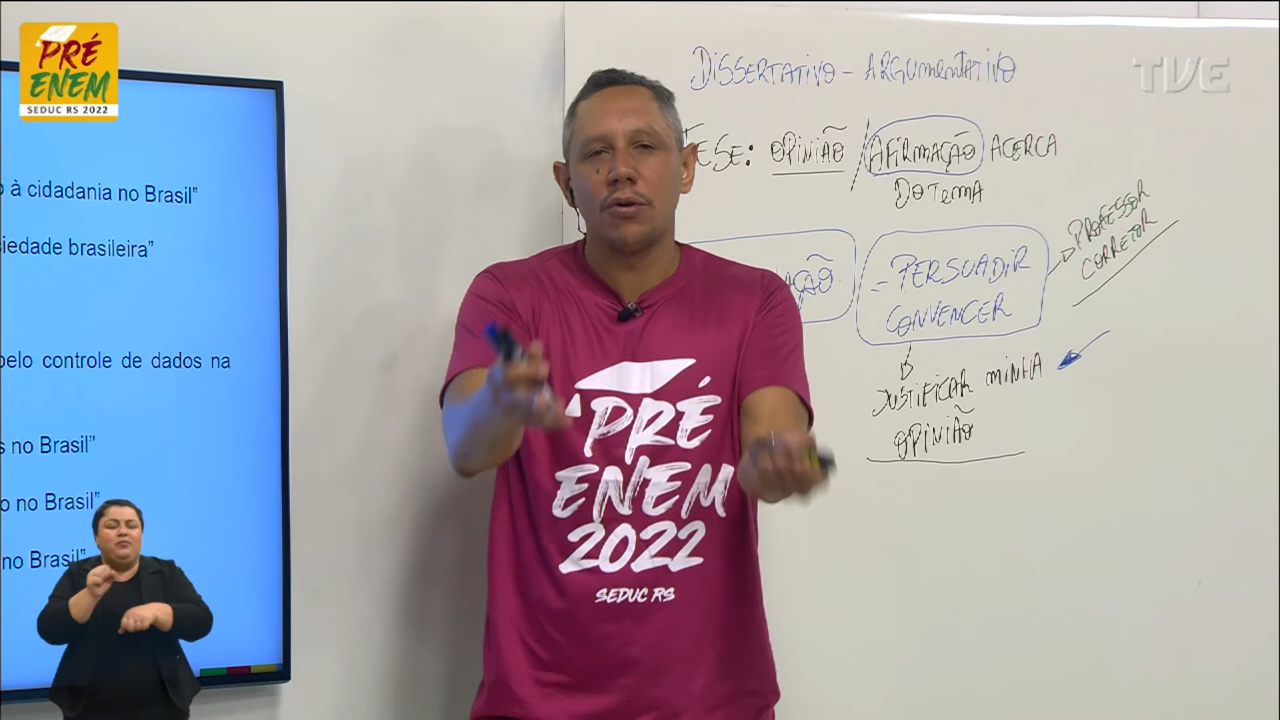 PRÉ
ENEM
SEDUC RS 2022
TVE
à cidadania no Brasil"
brasileira"
pelo controle de dados na
no Brasil"
no Brasil"
no Brasil"
DISSERTATIVO - ARGUMENTATIVO
ESE: OPINIÃO / AFIRMAÇÃO ACERCA
DO TEMA
AÇÃO
- PERSUADIR
CONVENCER
PROFESSOR
CORRETOR
JUSTIFICAR MINHA
OPINIÃO
PRÉ
ENEM
2022
SEDUC RS